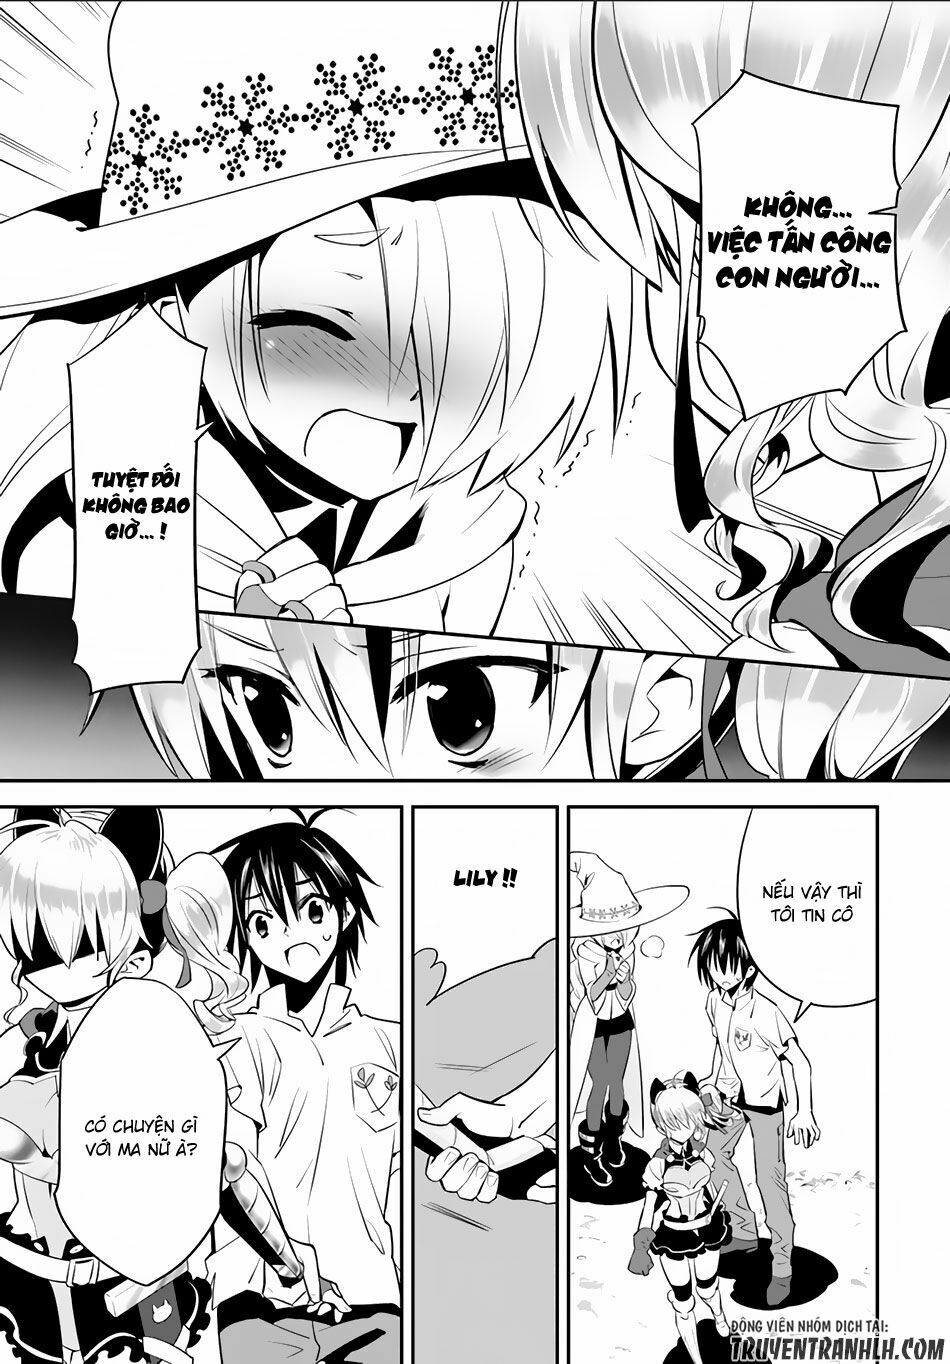 KHÔNG...
VIỆC TẤN CÔNG
CON NGƯỜI...
TUYỆT ĐỐI
KHÔNG BAO
GIỜ... !
NẾU VẬY THÌ
TÔI TIN CÔ
LILY !!
CÓ CHUYỆN GÌ
VỚI MA NỮ À?
ĐỘNG VIÊN NHÓM DỊCH TẠI:
TRUYENTRANHLH.COM